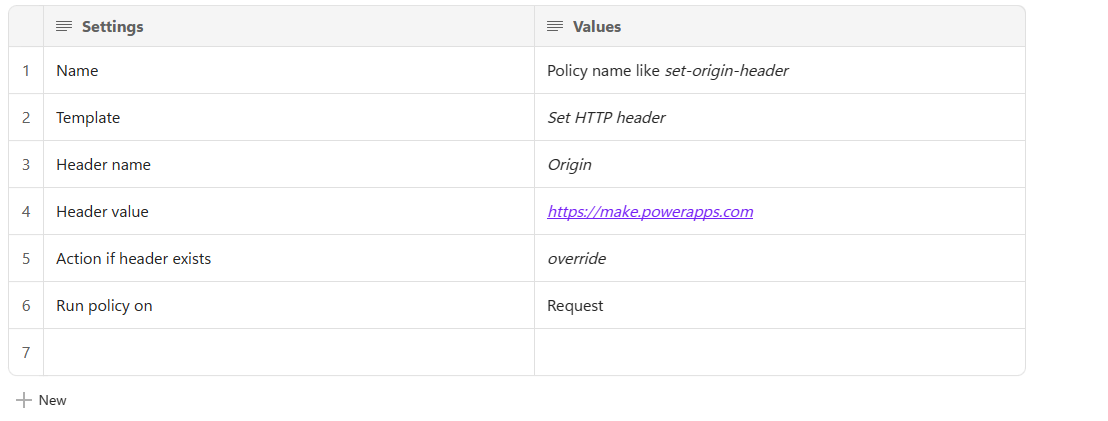 Settings Values
1 Name Policy name like set-origin-header
2 Template Set HTTP header
3 Header name Origin
4 Header value https://make.powerapps.com
5 Action if header exists override
6 Run policy on Request
7
New